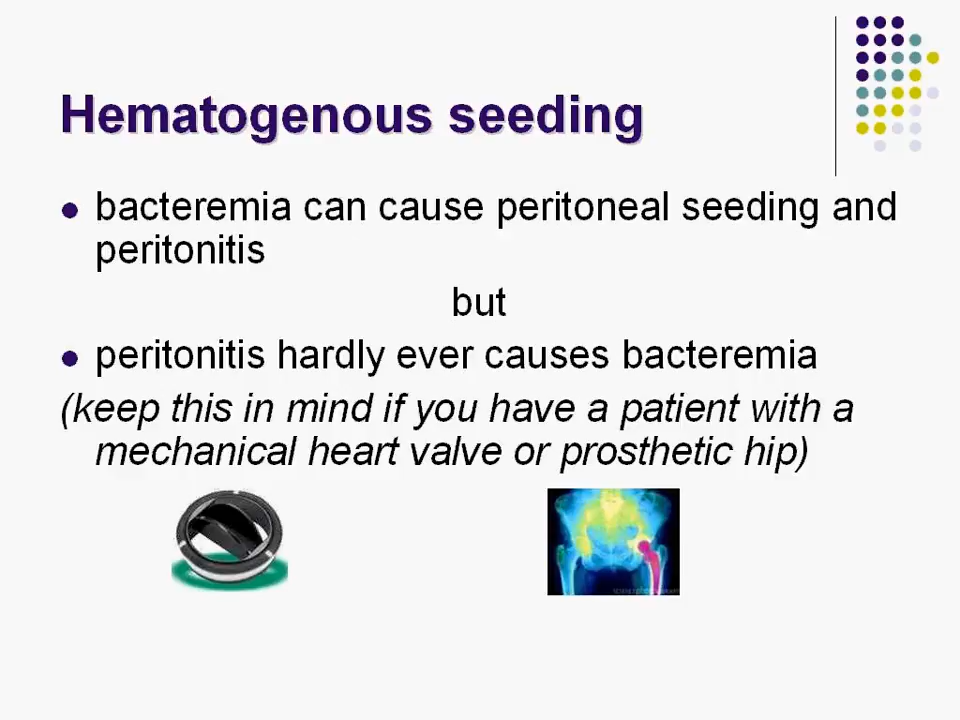 Hematogenous seeding
bacteremia can cause peritoneal seeding and
peritonitis
but
peritonitis hardly ever causes bacteremia
(keep this in mind if you have a patient with a
mechanical heart valve or prosthetic hip)